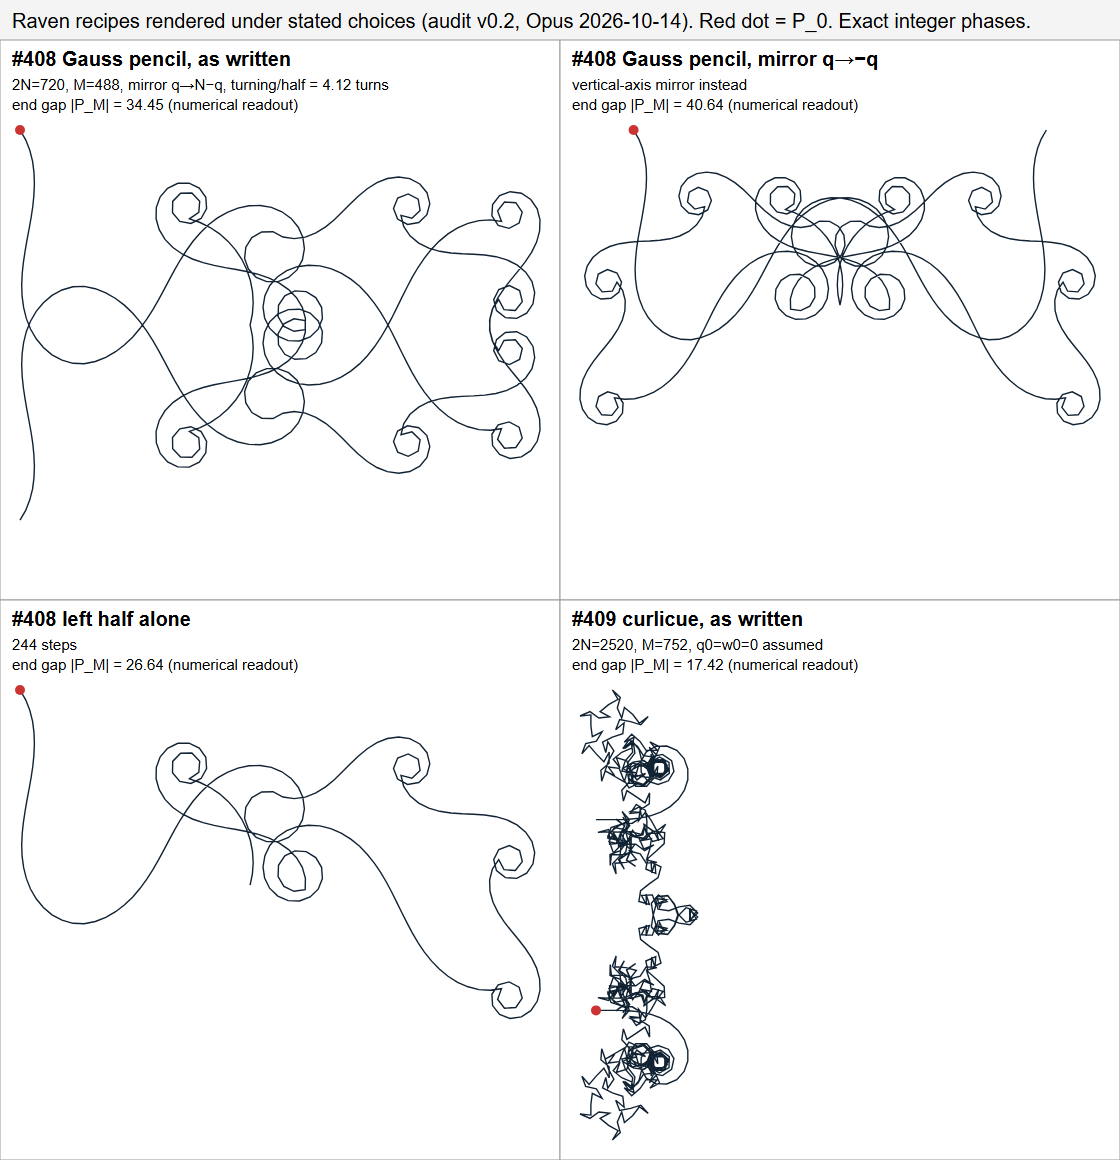 Raven recipes rendered under stated choices (audit v0.2, Opus 2026-10-14). Red dot = P_0. Exact integer phases.
#408 Gauss pencil, as written
2N=720, M=488, mirror q→N−q, turning/half = 4.12 turns
end gap |P_M| = 34.45 (numerical readout)
#408 Gauss pencil, mirror q→−q
vertical-axis mirror instead
end gap |P_M| = 40.64 (numerical readout)
#408 left half alone
244 steps
end gap |P_M| = 26.64 (numerical readout)
#409 curlicue, as written
2N=2520, M=752, q0=w0=0 assumed
end gap |P_M| = 17.42 (numerical readout)